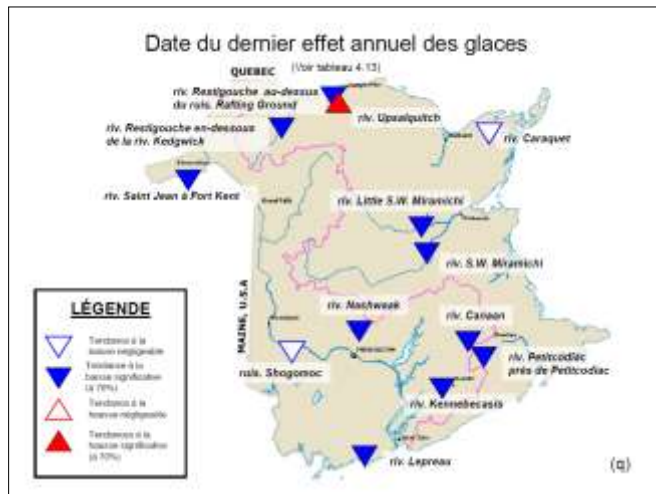 Date du dernier effet annuel des glaces
(Voir tableau 4.13)
QUEBEC
riv. Restigouche au-dessus
du ruis. Rafting Ground
riv. Upsalquitch
riv. Restigouche en-dessous
de la riv. Kedgwick
riv. Caraquet
riv. Saint Jean à Fort Kent
riv. Little S.W. Miramichi
riv. S.W. Miramichi
MAINE, U.S.A
riv. Nashwaak
riv. Canaan
ruis. Shogomoc
riv. Petitcodiac
près de Petitcodiac
riv. Kennebecasis
riv. Lepreau
LÉGENDE
Tendance à la
négligeable
Tendance à la
significative
(à 70%)
Tendance à la
hausse négligeable
Tendance à la
hausse significative
(à 70%)
(q)